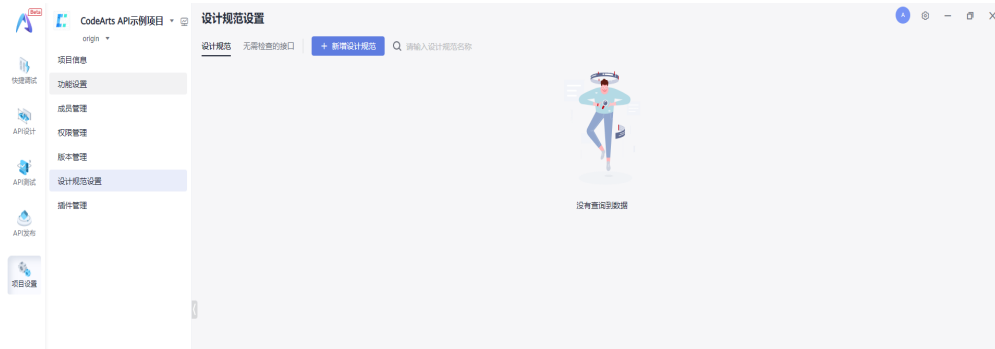 Beta
CodeArts API示例项目
设计规范设置
origin
设计规范 无需检查的接口 + 新增设计规范 请输入设计规范名称
项目信息
快捷调试
功能设置
成员管理
API设计
权限管理
版本管理
API测试
设计规范设置
插件管理
没有查询到数据
API发布
项目设置